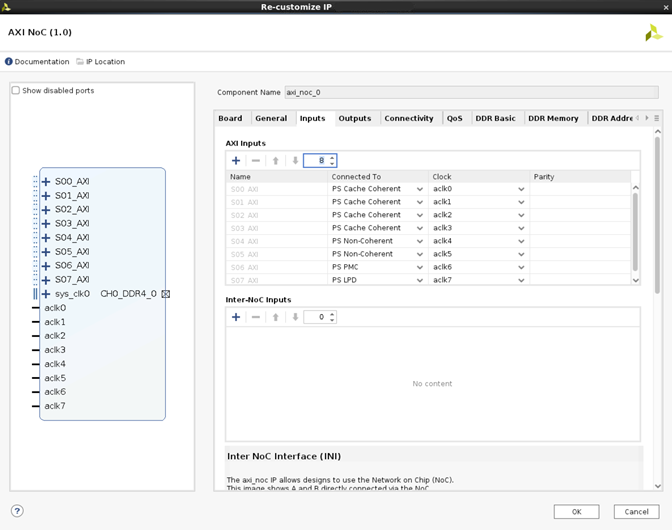 Re-customize IP
AXI NoC (1.0)
Documentation IP Location
Show disabled ports
S00_AXI
S01_AXI
S02_AXI
S03_AXI
S04_AXI
S05_AXI
S06_AXI
S07_AXI
sys_clk0 CH0_DDR4_0
aclk0
aclk1
aclk2
aclk3
aclk4
aclk5
aclk6
aclk7
Component Name axi_noc_0
Board General Inputs Outputs Connectivity QoS DDR Basic DDR Memory DDR Addre
AXI Inputs
8
Name Connected To Clock Parity
S00 AXI PS Cache Coherent aclk0
S01 AXI PS Cache Coherent aclk1
S02 AXI PS Cache Coherent aclk2
S03 AXI PS Cache Coherent aclk3
S04 AXI PS Non-Coherent aclk4
S05 AXI PS Non-Coherent aclk5
S06 AXI PS PMC aclk6
S07 AXI PS LPD aclk7
Inter-NoC Inputs
0
No content
Inter NoC Interface (INI)
The axi_noc IP allows designs to use the Network on Chip (NoC).
This image shows A and B directly connected via the NoC
OK Cancel